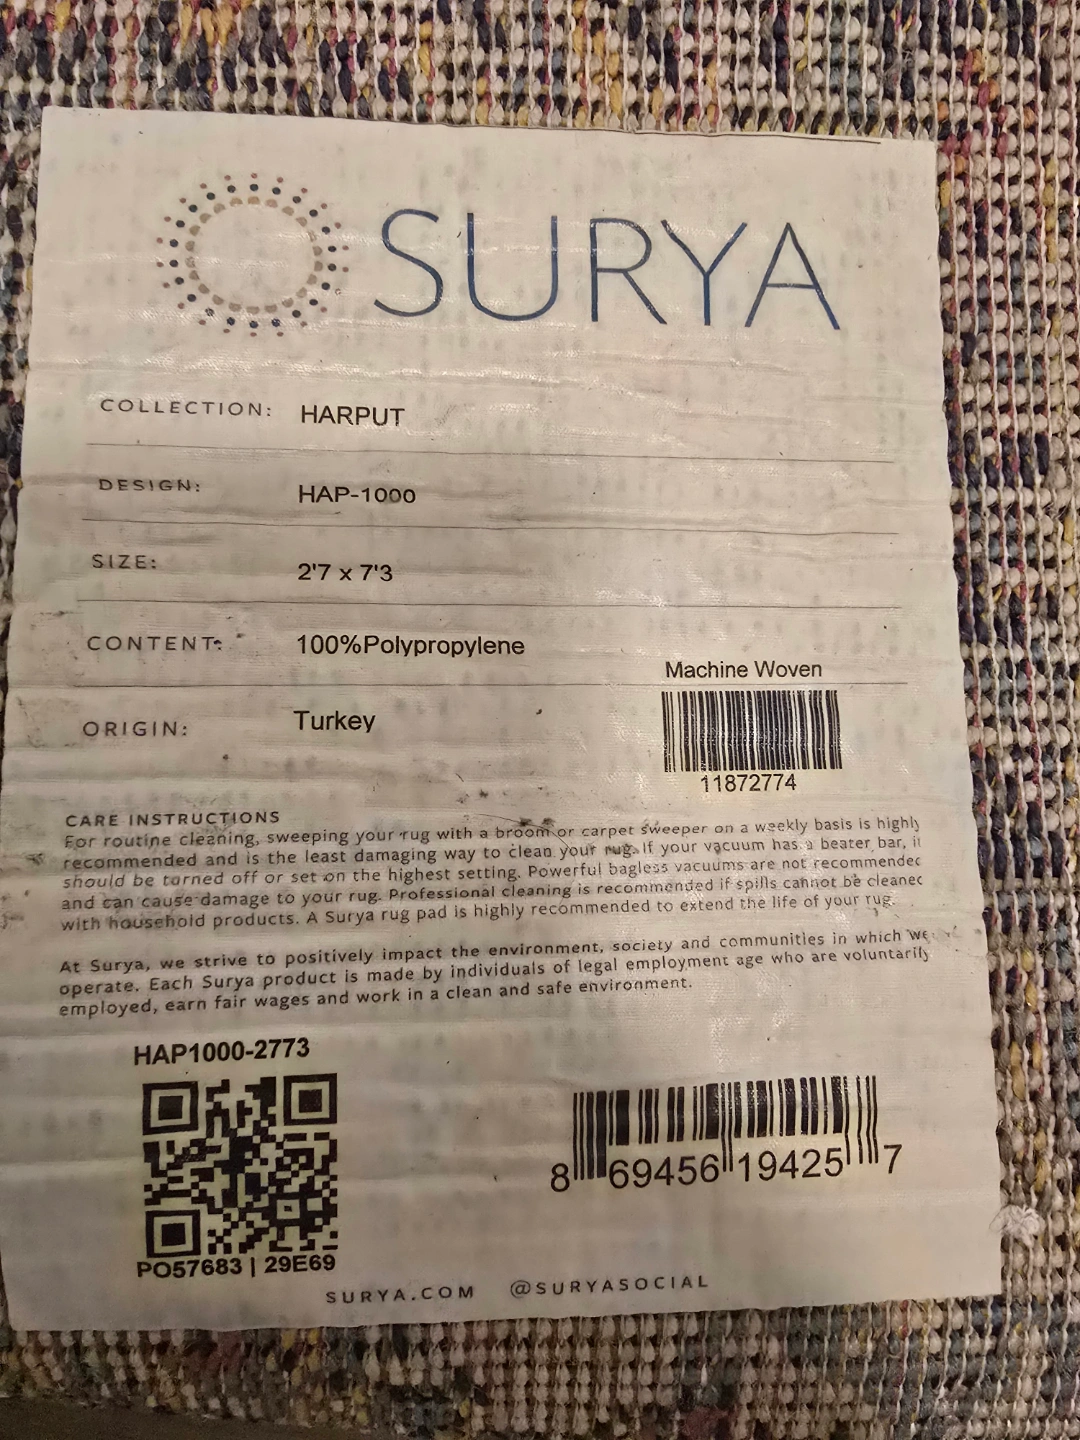 SURYA
COLLECTION: HARPUT
DESIGN: HAP-1000
SIZE: 2'7 x 7'3
CONTENT: 100%Polypropylene
Machine Woven
ORIGIN: Turkey
11872774
CARE INSTRUCTIONS
For routine cleaning, sweeping your rug with a broom or carpet sweeper on a weekly basis is highly
recommended and is the least damaging way to clean your rug. If your vacuum has a beater bar, it
should be turned off or set on the highest setting. Powerful bagless vacuums are not recommended
and can cause damage to your rug. Professional cleaning is recommended if spills cannot be cleaned
with household products. A Surya rug pad is highly recommended to extend the life of your rug.
At Surya, we strive to positively impact the environment, society and communities in which we
operate. Each Surya product is made by individuals of legal employment age who are voluntarily
employed, earn fair wages and work in a clean and safe environment.
HAP1000-2773
8 69456 19425 7
PO57683 | 29E69
SURYA.COM @SURYASOCIAL